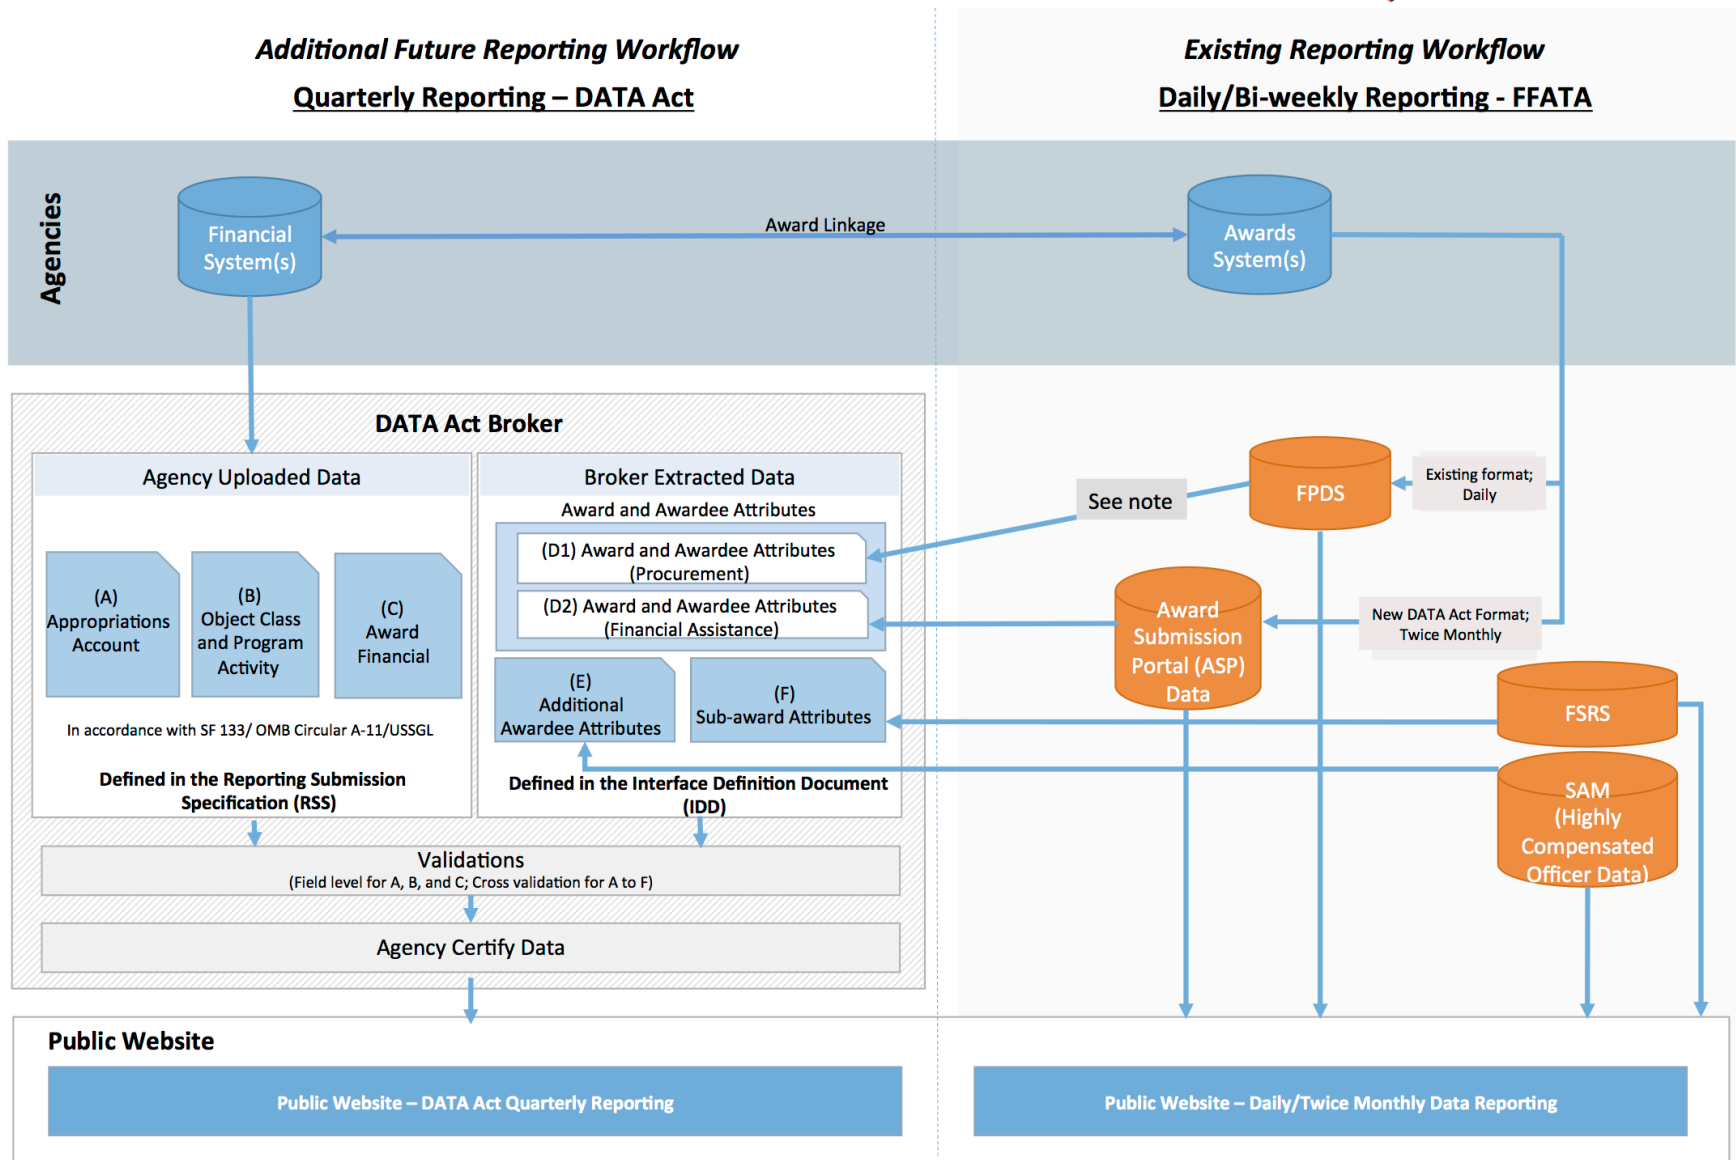 Additional Future Reporting Workflow
Quarterly Reporting – DATA Act
Existing Reporting Workflow
Daily/Bi-weekly Reporting - FFATA
Agencies
Financial
System(s)
Award Linkage
Awards
System(s)
DATA Act Broker
Agency Uploaded Data
(A)
Appropriations
Account
(B)
Object Class
and Program
Activity
(C)
Award
Financial
In accordance with SF 133/ OMB Circular A-11/USSGL
Defined in the Reporting Submission
Specification (RSS)
Broker Extracted Data
Award and Awardee Attributes
(D1) Award and Awardee Attributes
(Procurement)
(D2) Award and Awardee Attributes
(Financial Assistance)
(E)
Additional
Awardee Attributes
(F)
Sub-award Attributes
Defined in the Interface Definition Document
(IDD)
Validations
(Field level for A, B, and C; Cross validation for A to F)
Agency Certify Data
See note
FPDS
Existing format;
Daily
Award
Submission
Portal (ASP)
Data
New DATA Act Format;
Twice Monthly
FSRS
SAM
(Highly
Compensated
Officer Data)
Public Website
Public Website – DATA Act Quarterly Reporting
Public Website – Daily/Twice Monthly Data Reporting